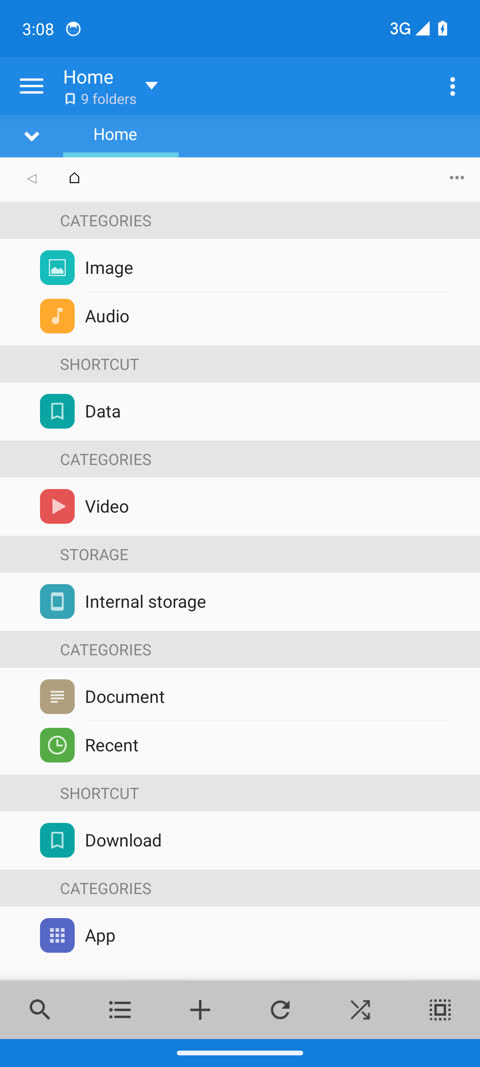 3:08
3G
Home
9 folders
Home
CATEGORIES
Image
Audio
SHORTCUT
Data
CATEGORIES
Video
STORAGE
Internal storage
CATEGORIES
Document
Recent
SHORTCUT
Download
CATEGORIES
App